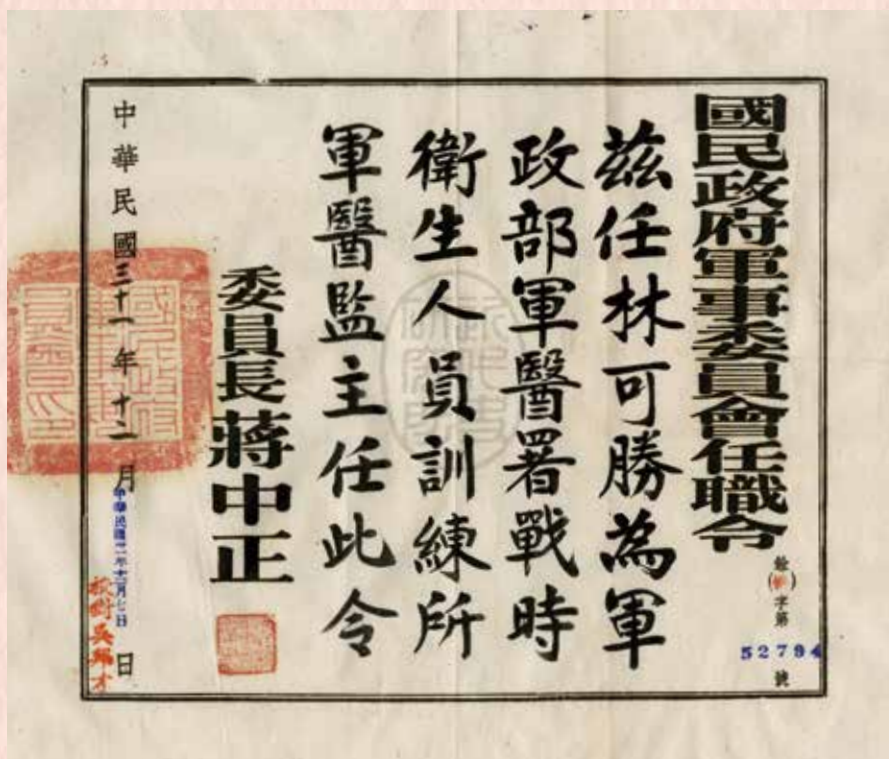 國民政府軍事委員會任職令
銓()字第
52794
號
茲任林可勝為軍
政部軍醫署戰時
衛生人員訓練所
軍醫監主任此令
委員長蔣中正
中華民國三十一年十二月
日